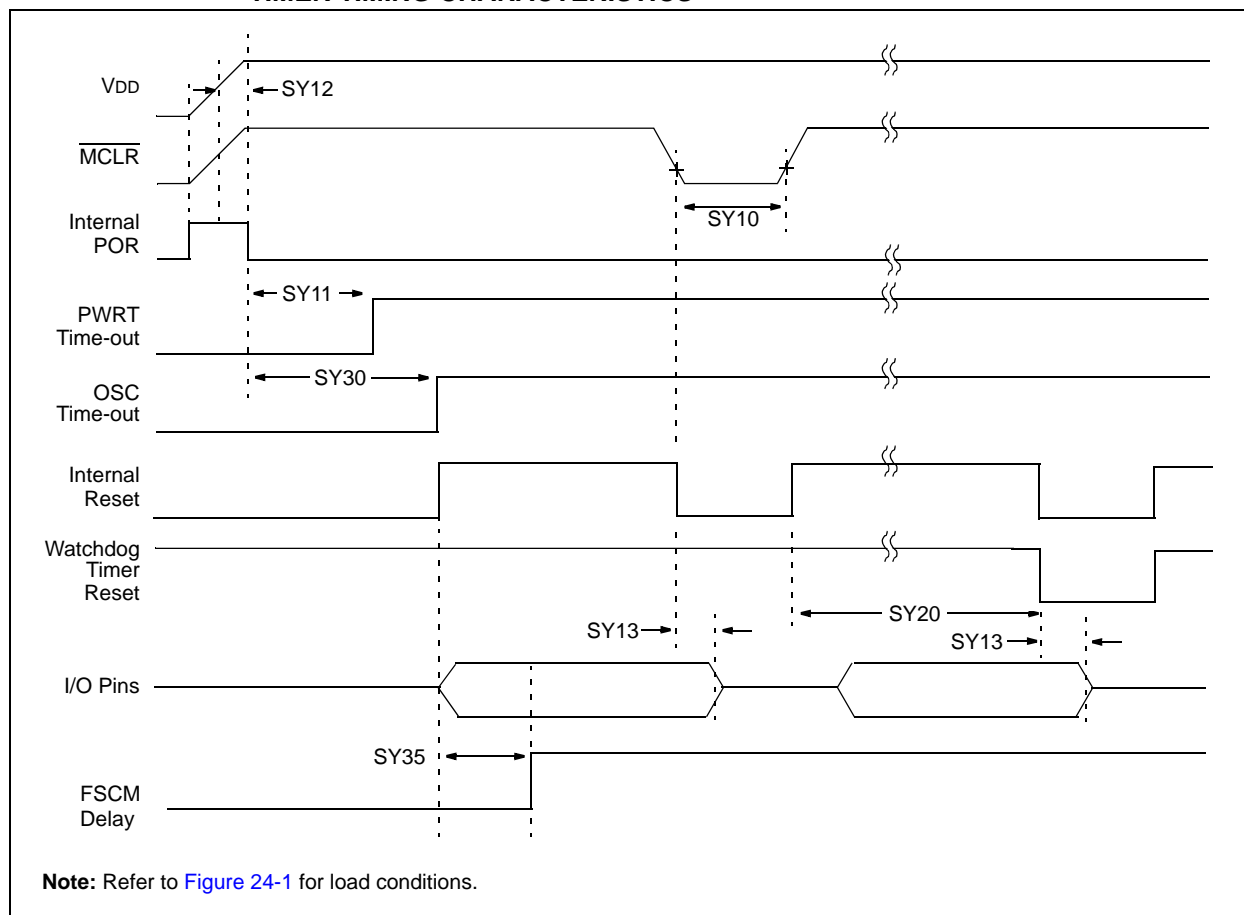 TIMER TIMING CHARACTERISTICS
VDD
SY12
MCLR
SY10
Internal
POR
SY11
PWRT
Time-out
SY30
OSC
Time-out
Internal
Reset
Watchdog
Timer
Reset
SY20
SY13
SY13
I/O Pins
SY35
FSCM
Delay
Note: Refer to Figure 24-1 for load conditions.